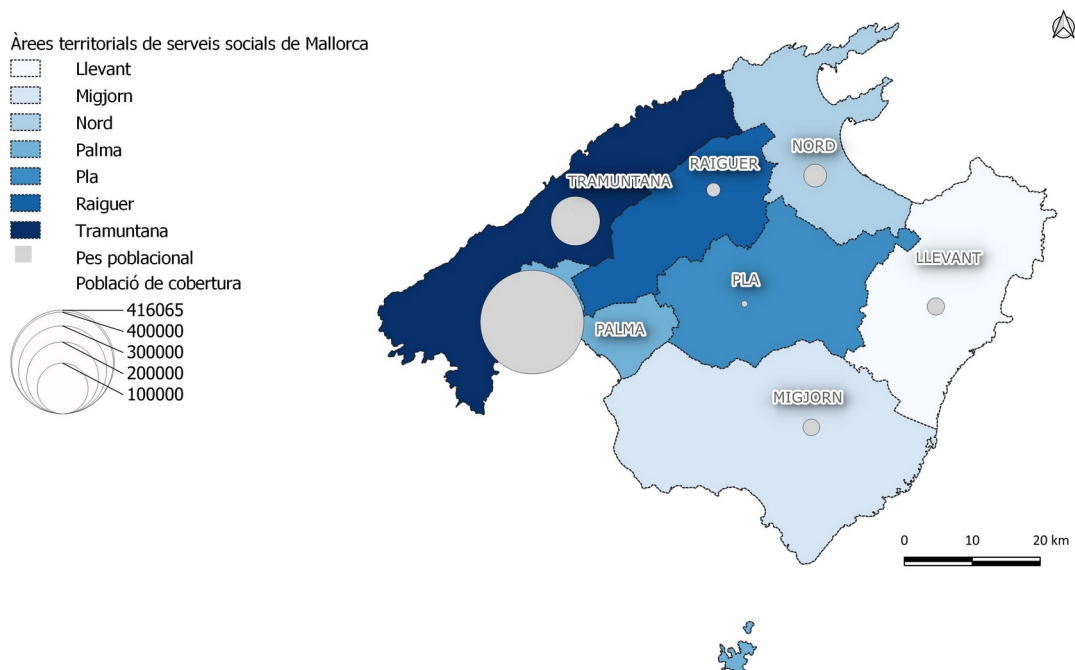 Àrees territorials de serveis socials de Mallorca
Llevant
Migjorn
Nord
Palma
Pla
Raiguer
Tramuntana
Pes poblacional
Població de cobertura
416065
400000
300000
200000
100000
NORD
RAIGUER
TRAMUNTANA
LLEVANT
PLA
PALMA
MIGJORN
0 10 20 km